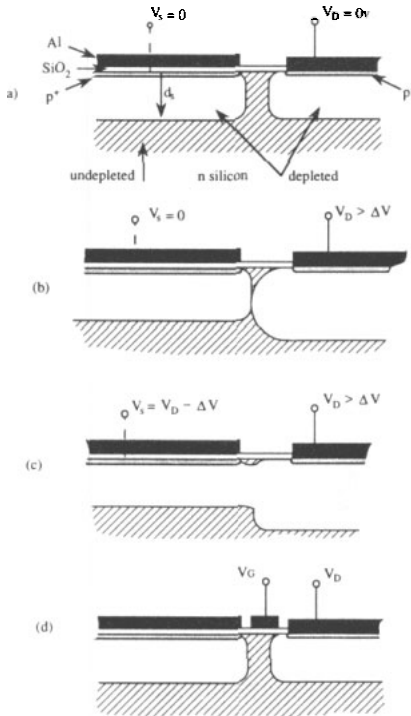 V_s = 0
V_D = 0v
Al
SiO₂
p⁺
a)
d_s
p
undepleted
n silicon
depleted
V_s = 0
V_D > ΔV
(b)
V_s = V_D − ΔV
V_D > ΔV
(c)
V_G
V_D
(d)